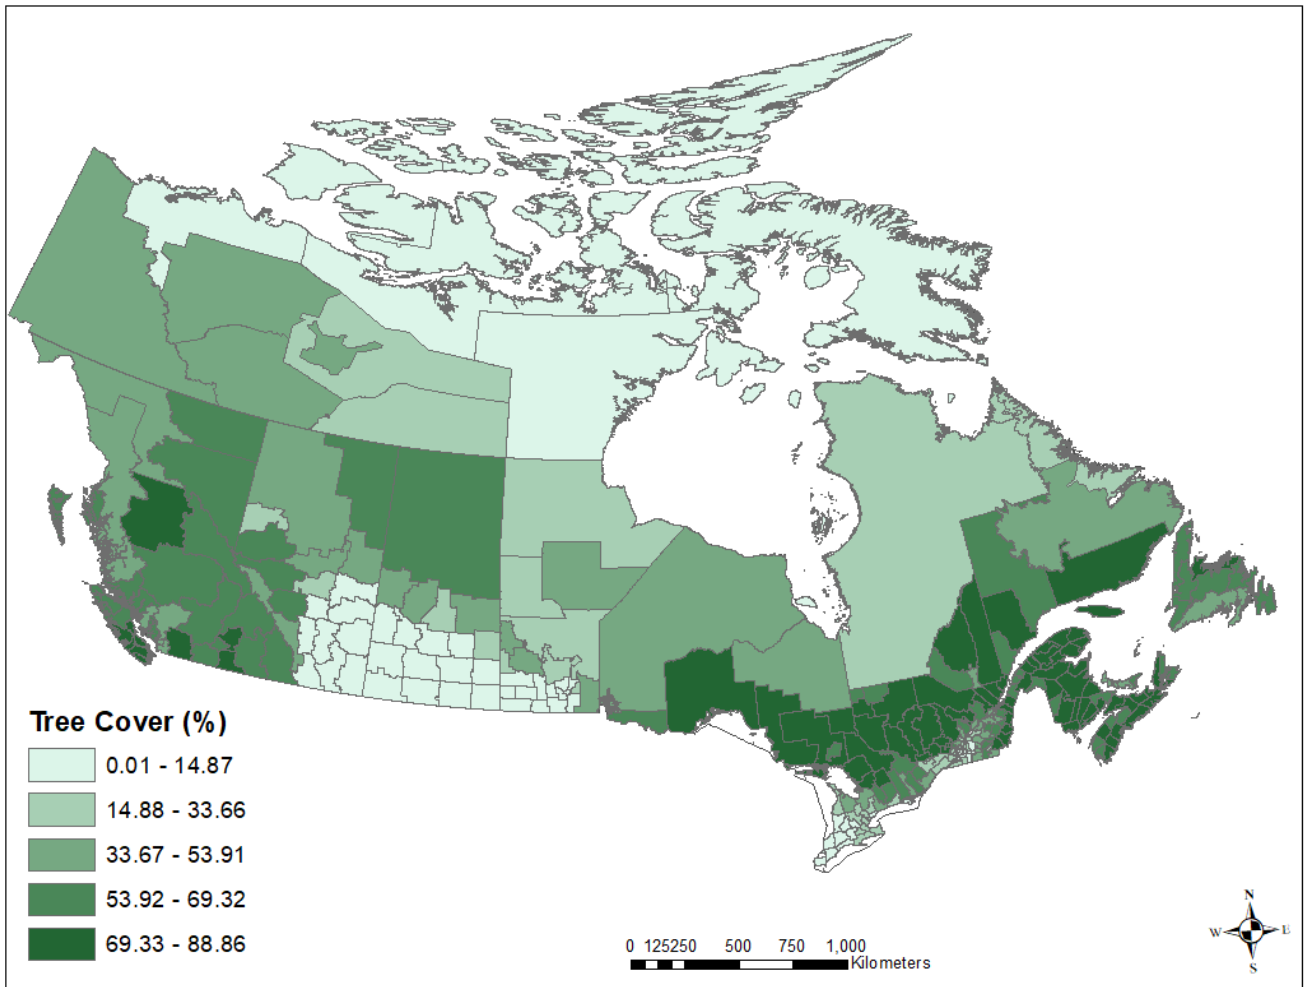 Tree Cover (%)
0.01 - 14.87
14.88 - 33.66
33.67 - 53.91
53.92 - 69.32
69.33 - 88.86
0 125250 500 750 1,000
Kilometers
N
W E
S